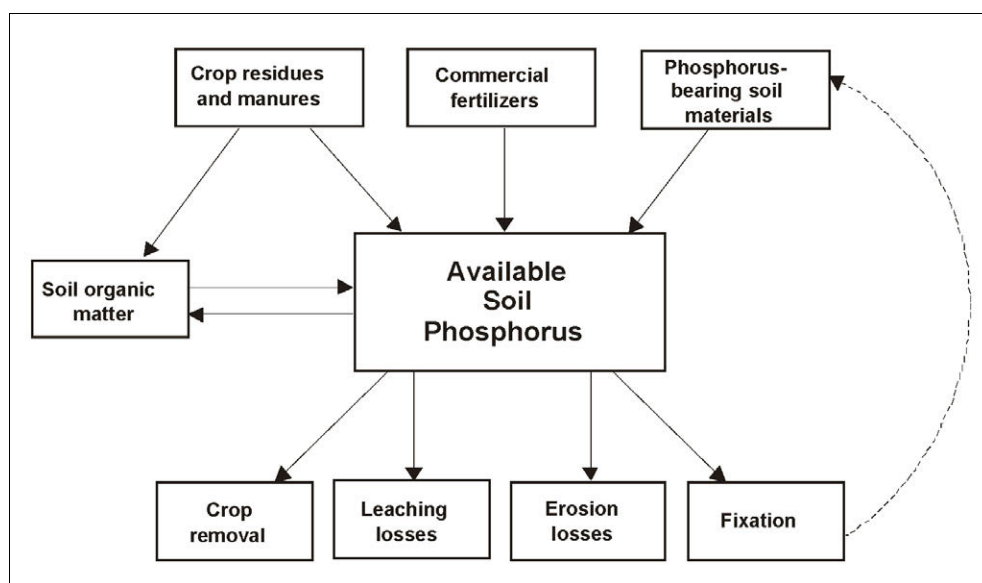 Crop residues
and manures
Commercial
fertilizers
Phosphorus-
bearing soil
materials
Soil organic
matter
Available
Soil
Phosphorus
Crop
removal
Leaching
losses
Erosion
losses
Fixation